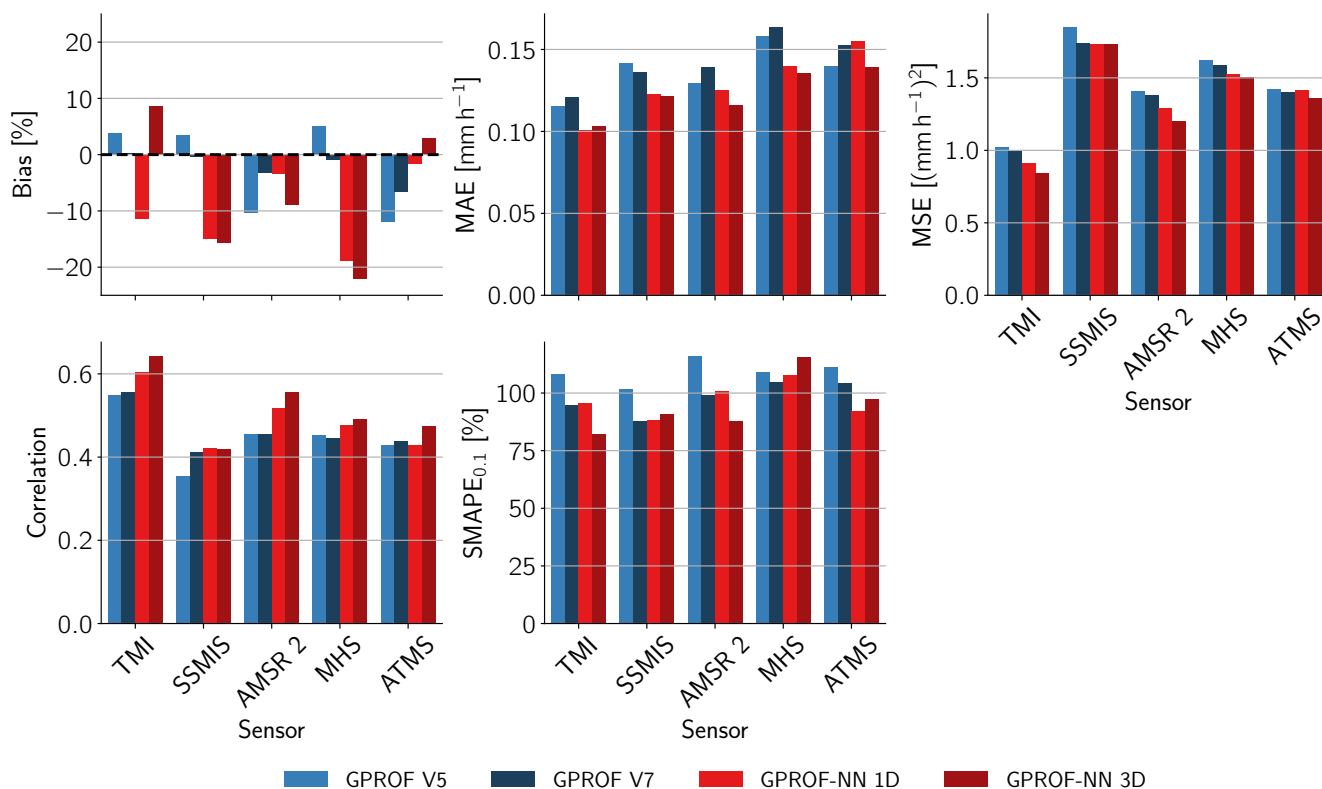 Bias [%]
20
10
0
−10
−20
MAE [mm h−1]
0.15
0.10
0.05
0.00
MSE [(mm h−1)2]
1.5
1.0
0.5
0.0
TMI
SSMIS
AMSR 2
MHS
ATMS
Sensor
Correlation
0.6
0.4
0.2
0.0
TMI
SSMIS
AMSR 2
MHS
ATMS
Sensor
SMAPE0.1 [%]
100
75
50
25
0
TMI
SSMIS
AMSR 2
MHS
ATMS
Sensor
GPROF V5 GPROF V7 GPROF-NN 1D GPROF-NN 3D